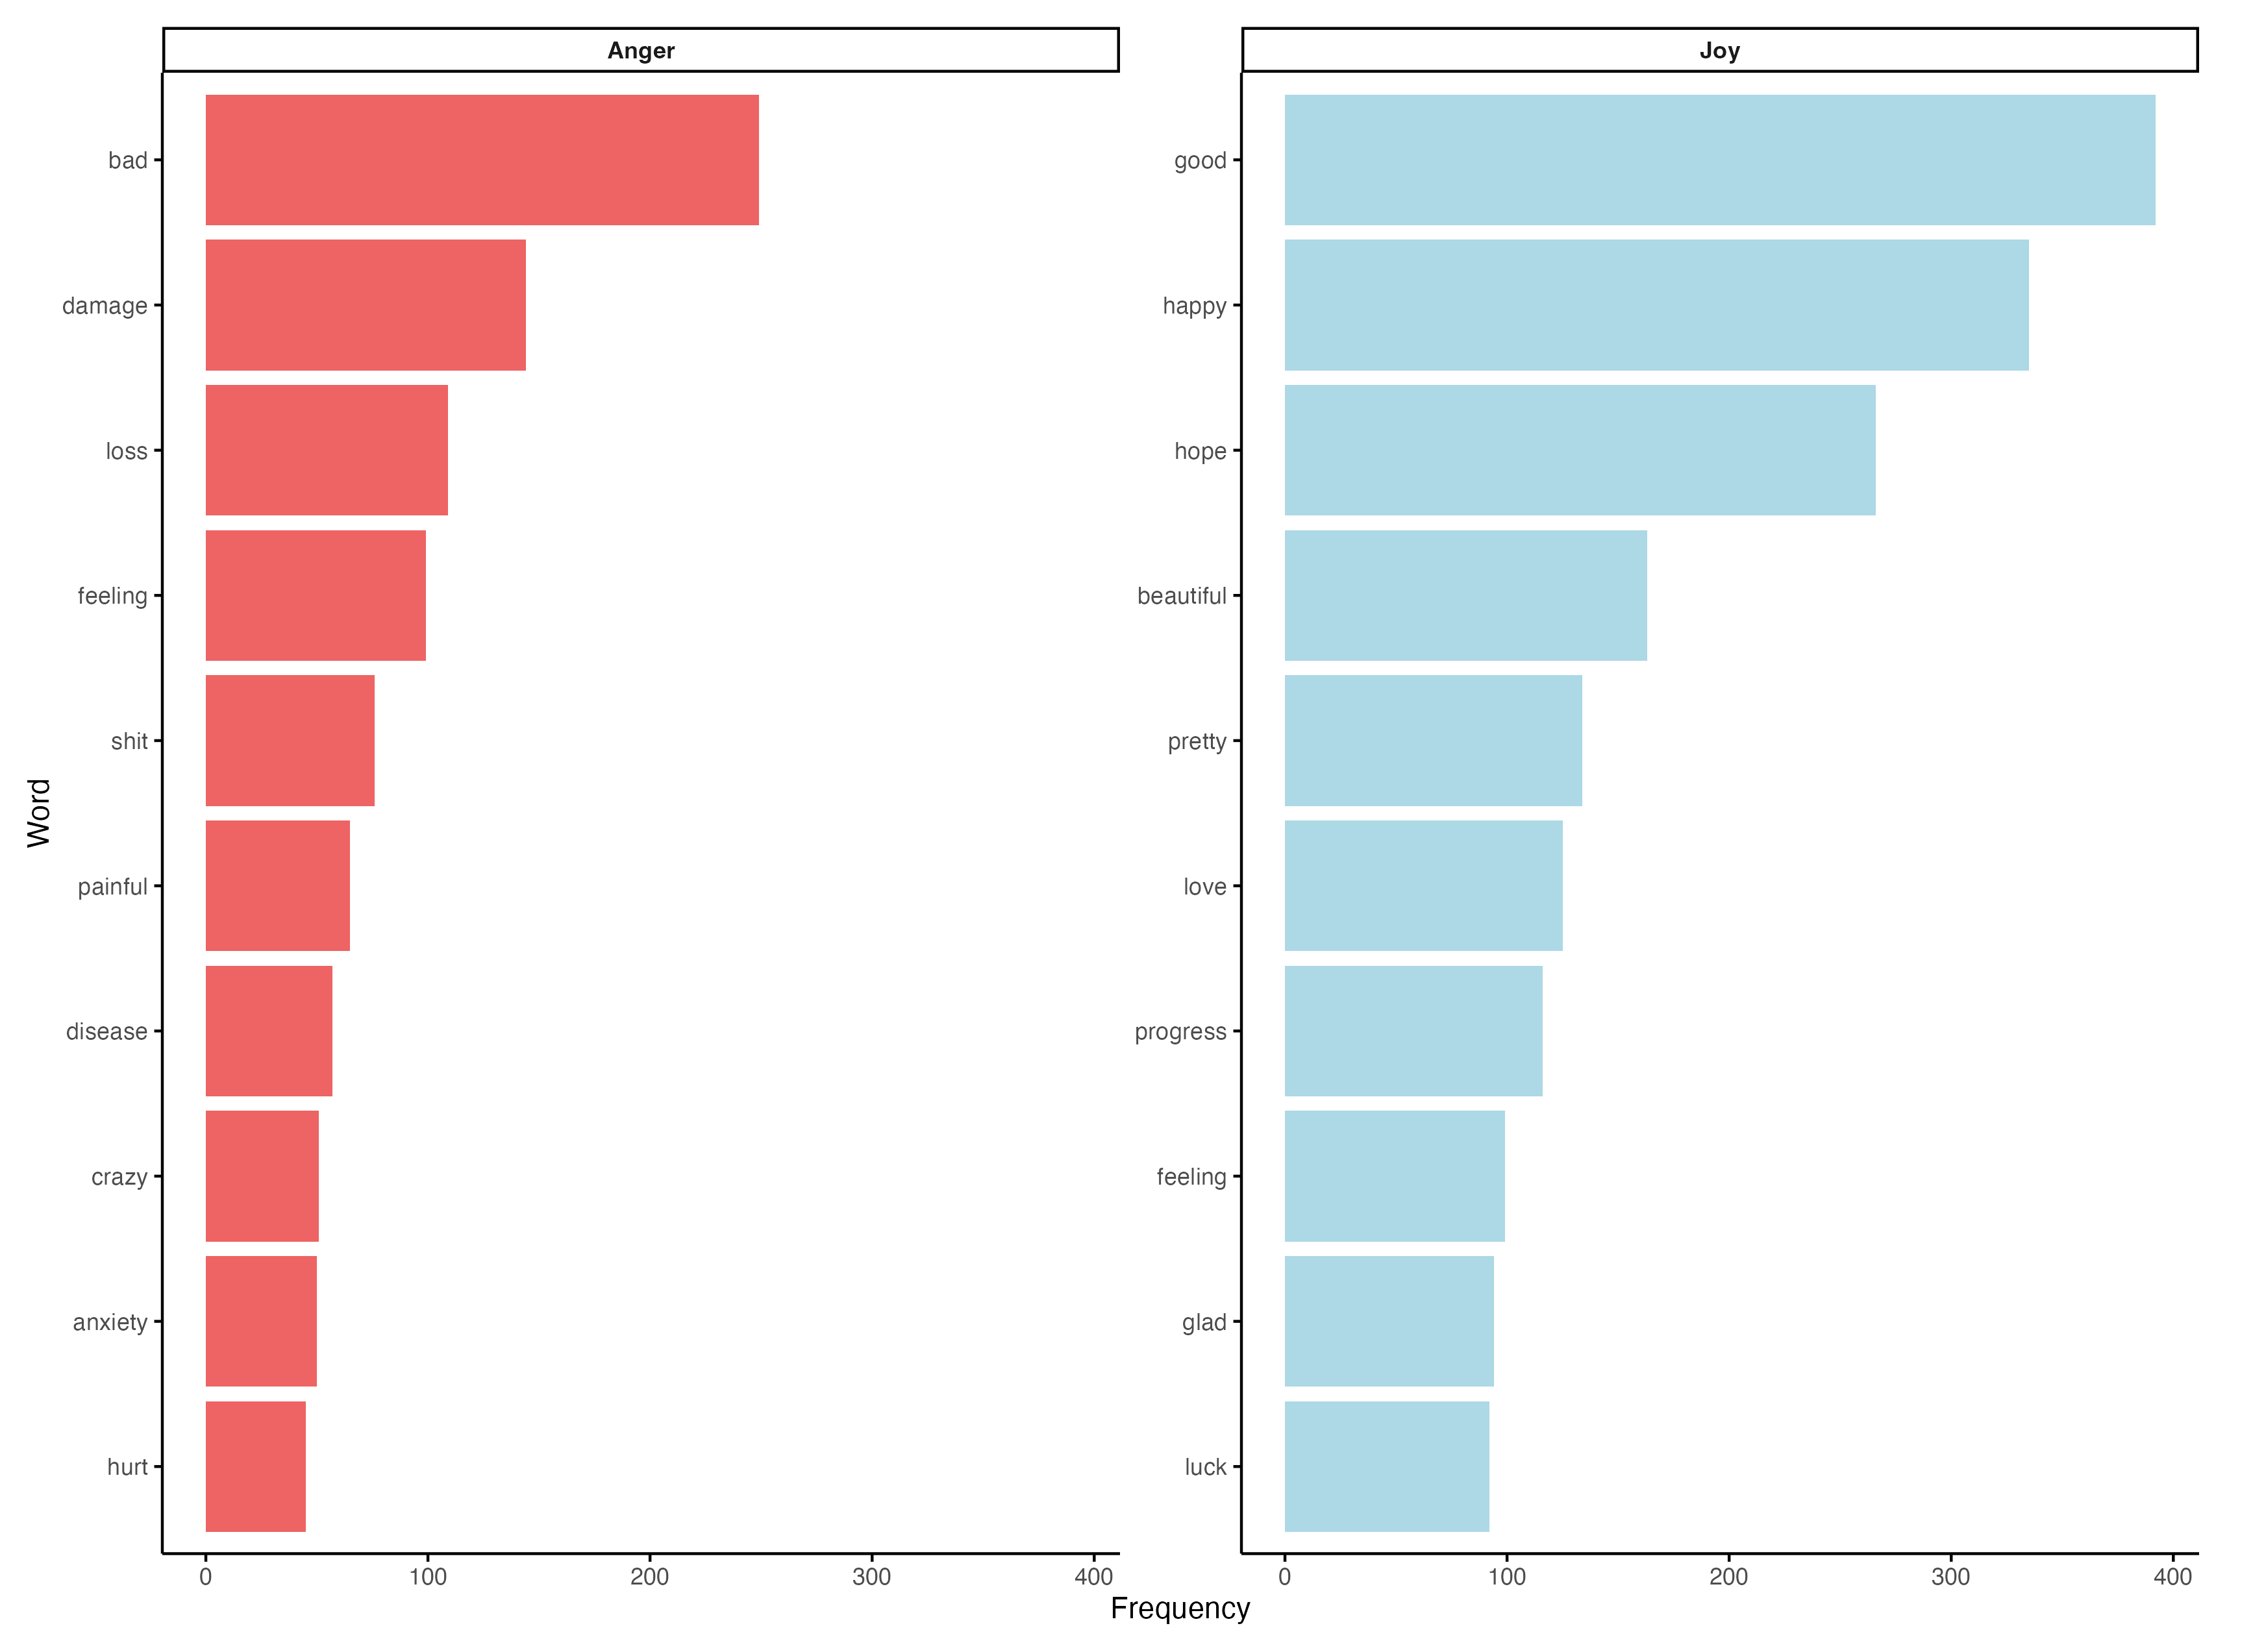 Anger
bad
damage
loss
feeling
shit
painful
disease
crazy
anxiety
hurt
0 100 200 300 400
Joy
good
happy
hope
beautiful
pretty
love
progress
feeling
glad
luck
0 100 200 300 400
Word
Frequency